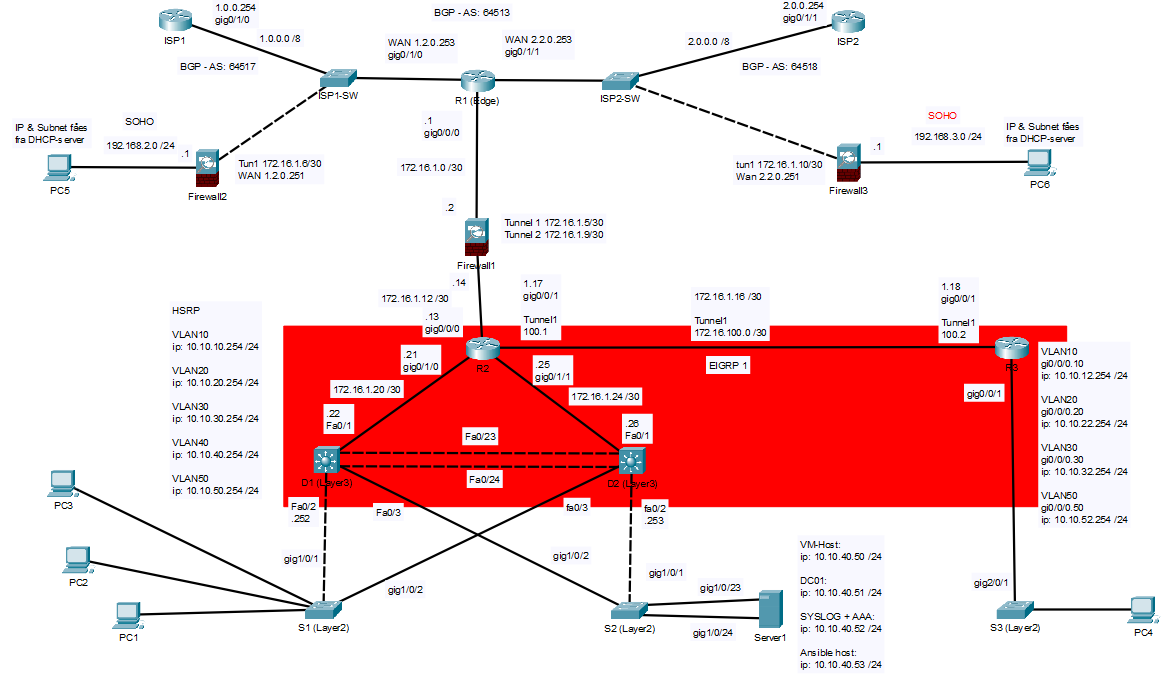 1.0.0.254
gig0/1/0
ISP1
1.0.0.0 /8
BGP - AS: 64517
BGP - AS: 64513
WAN 1.2.0.253
gig0/1/0
WAN 2.2.0.253
gig0/1/1
2.0.0.254
gig0/1/1
ISP2
2.0.0.0 /8
BGP - AS: 64518
ISP1-SW
R1 (Edge)
ISP2-SW
.1
gig0/0/0
172.16.1.0 /30
.2
SOHO
IP & Subnet fåes
fra DHCP-server
192.168.2.0 /24
.1
PC5
Firewall2
Tun1 172.16.1.6/30
WAN 1.2.0.251
SOHO
192.168.3.0 /24
IP & Subnet fåes
fra DHCP-server
.1
tun1 172.16.1.10/30
Wan 2.2.0.251
Firewall3
PC6
Tunnel 1 172.16.1.5/30
Tunnel 2 172.16.1.9/30
Firewall1
.14
172.16.1.12 /30
.13
gig0/0/0
1.17
gig0/0/1
Tunnel1
100.1
172.16.1.16 /30
Tunnel1
172.16.100.0 /30
EIGRP 1
1.18
gig0/0/1
Tunnel1
100.2
R2
R3
HSRP
VLAN10
ip: 10.10.10.254 /24
VLAN20
ip: 10.10.20.254 /24
VLAN30
ip: 10.10.30.254 /24
VLAN40
ip: 10.10.40.254 /24
VLAN50
ip: 10.10.50.254 /24
.21
gig0/1/0
172.16.1.20 /30
.22
Fa0/1
.25
gig0/1/1
172.16.1.24 /30
.26
Fa0/1
Fa0/23
Fa0/24
D1 (Layer3)
D2 (Layer3)
gig0/0/1
VLAN10
gi0/0/0.10
ip: 10.10.12.254 /24
VLAN20
gi0/0/0.20
ip: 10.10.22.254 /24
VLAN30
gi0/0/0.30
ip: 10.10.32.254 /24
VLAN50
gi0/0/0.50
ip: 10.10.52.254 /24
Fa0/2
.252
Fa0/3
fa0/3
fa0/2
.253
PC3
PC2
PC1
gig1/0/1
gig1/0/2
S1 (Layer2)
gig1/0/2
gig1/0/1
S2 (Layer2)
gig1/0/23
gig1/0/24
Server1
VM-Host:
ip: 10.10.40.50 /24
DC01:
ip: 10.10.40.51 /24
SYSLOG + AAA:
ip: 10.10.40.52 /24
Ansible host:
ip: 10.10.40.53 /24
gig2/0/1
S3 (Layer2)
PC4